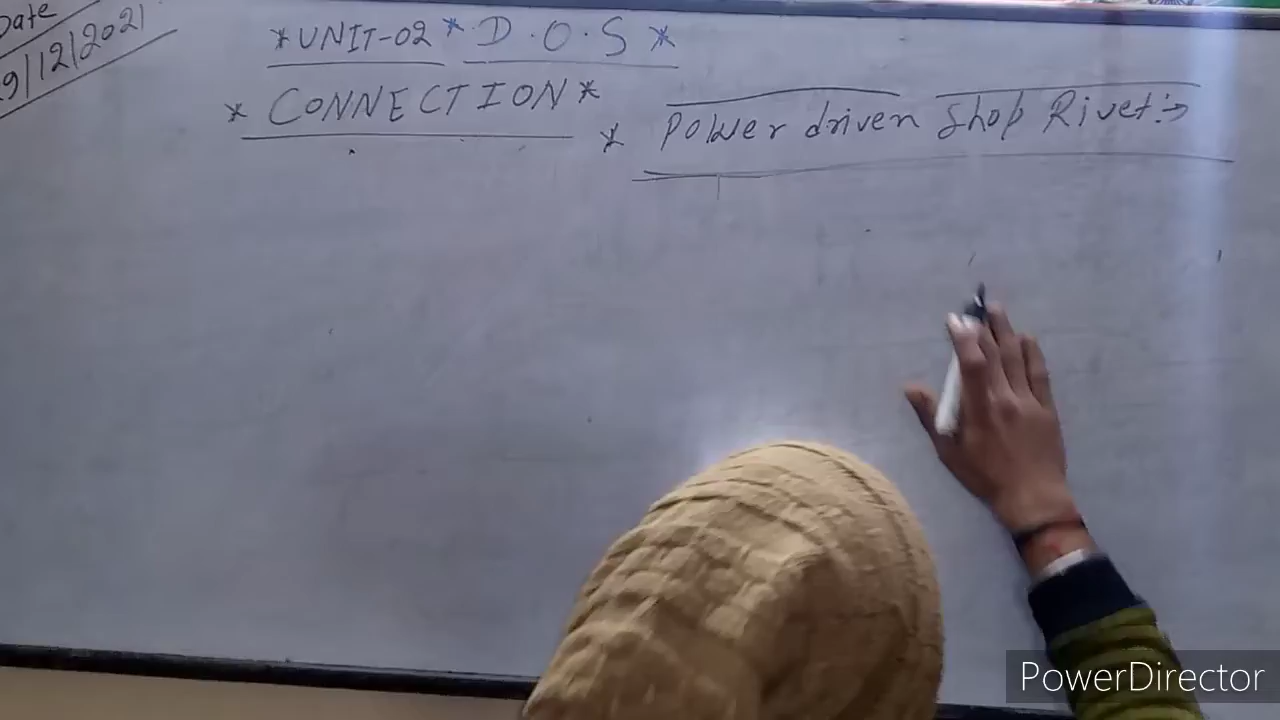 Date
9/12/2021
*UNIT-02 * D.O.S *
* CONNECTION *
* Power driven Shop Rivet:→
PowerDirector